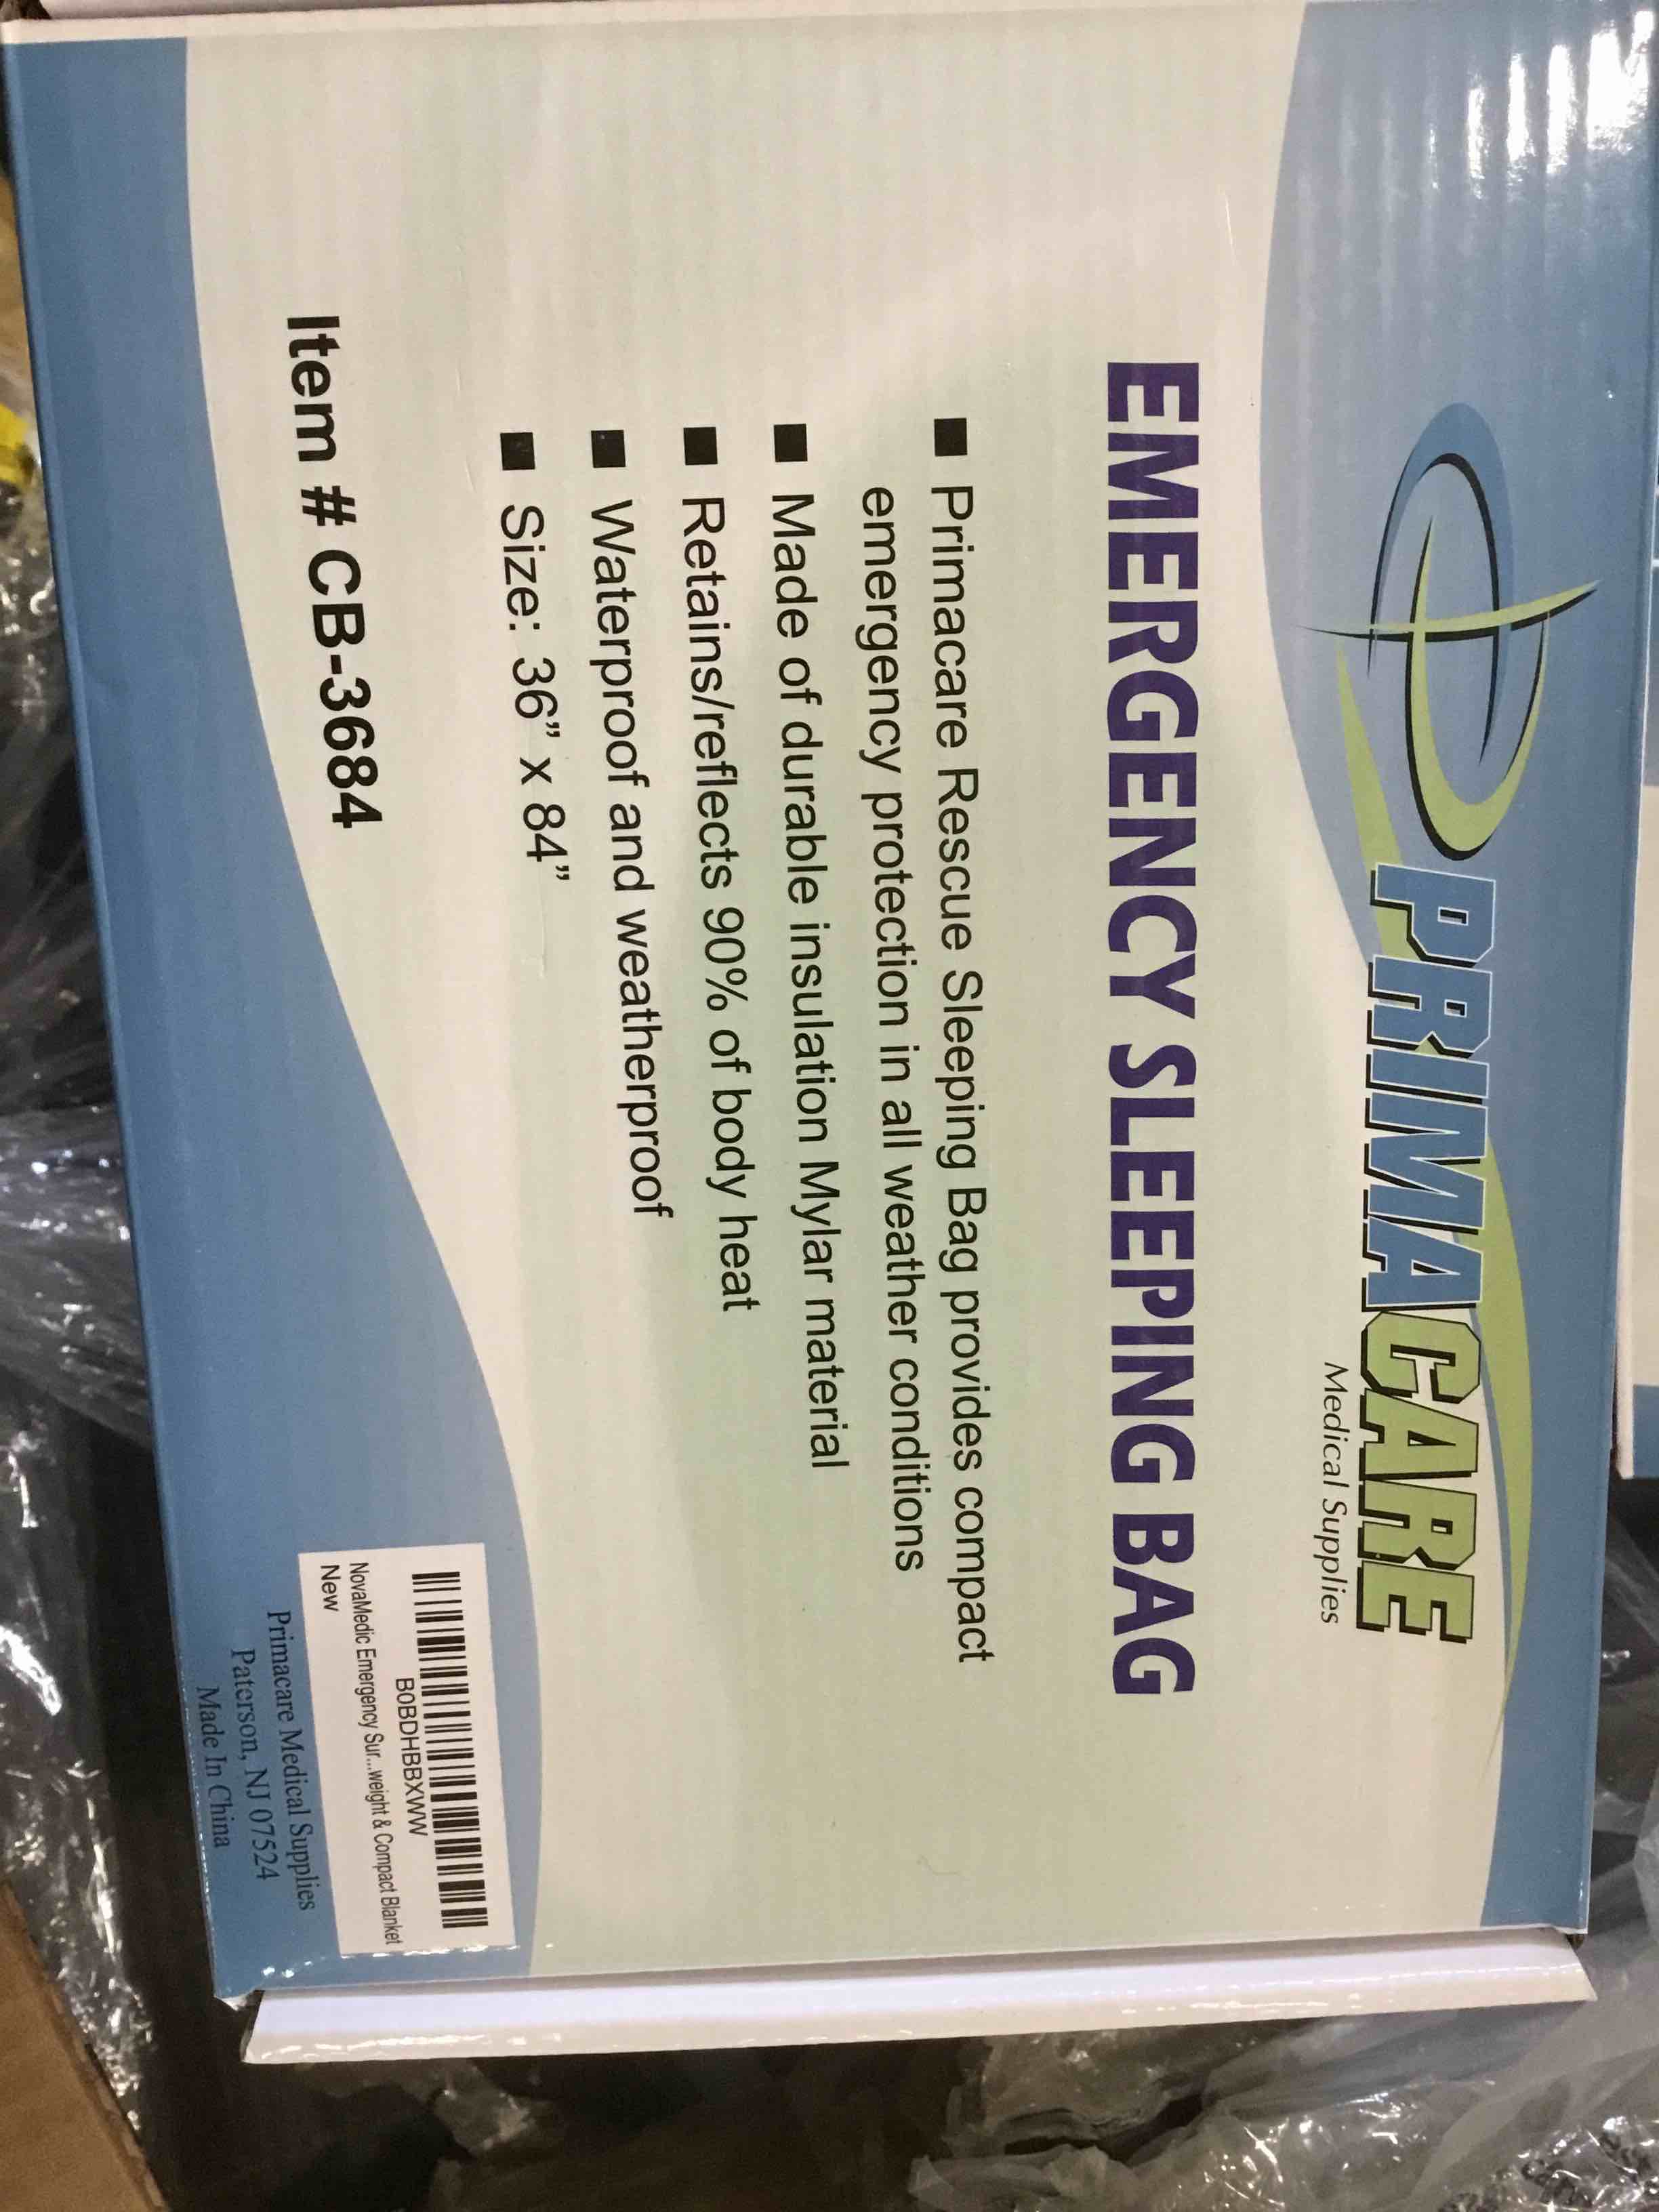 PRIMACARE
Medical Supplies
EMERGENCY SLEEPING BAG
■ Primacare Rescue Sleeping Bag provides compact
emergency protection in all weather conditions
■ Made of durable insulation Mylar material
■ Retains/reflects 90% of body heat
■ Waterproof and weatherproof
■ Size: 36” x 84”
Item # CB-3684
B0BDHBBXWW
NovaMedic Emergency Sur...weight & Compact Blanket
New
Primacare Medical Supplies
Paterson, NJ 07524
Made In China